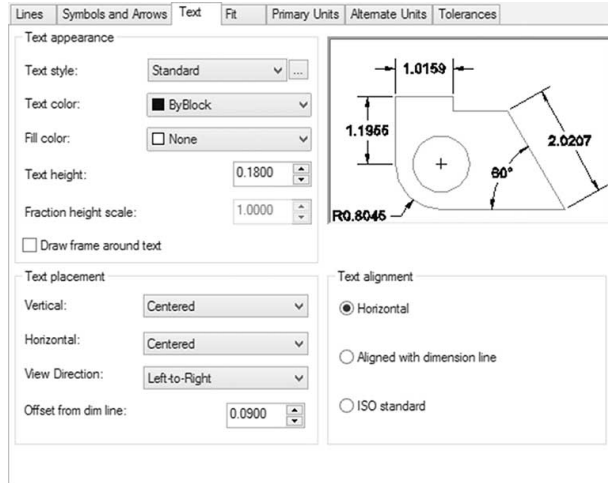 Lines Symbols and Arrows Text Fit Primary Units Alternate Units Tolerances
Text appearance
Text style: Standard ...
Text color: ByBlock
Fill color: None
Text height: 0.1800
Fraction height scale: 1.0000
Draw frame around text
1.0159
1.1955
2.0207
60°
R0.8045
Text placement
Vertical: Centered
Horizontal: Centered
View Direction: Left-to-Right
Offset from dim line: 0.0900
Text alignment
Horizontal
Aligned with dimension line
ISO standard